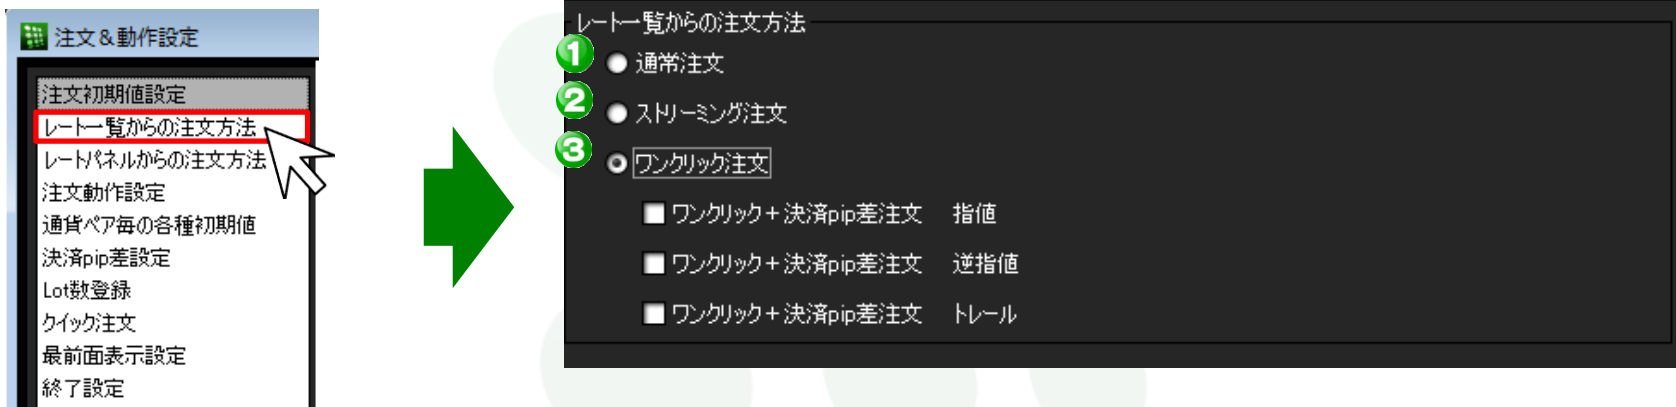 注文＆動作設定
注文初期値設定
レート一覧からの注文方法
レートパネルからの注文方法
注文動作設定
通貨ペア毎の各種初期値
決済pip差設定
Lot数登録
クイック注文
最前面表示設定
終了設定
レート一覧からの注文方法
1 通常注文
2 ストリーミング注文
3 ワンクリック注文
ワンクリック＋決済pip差注文 指値
ワンクリック＋決済pip差注文 逆指値
ワンクリック＋決済pip差注文 トレール